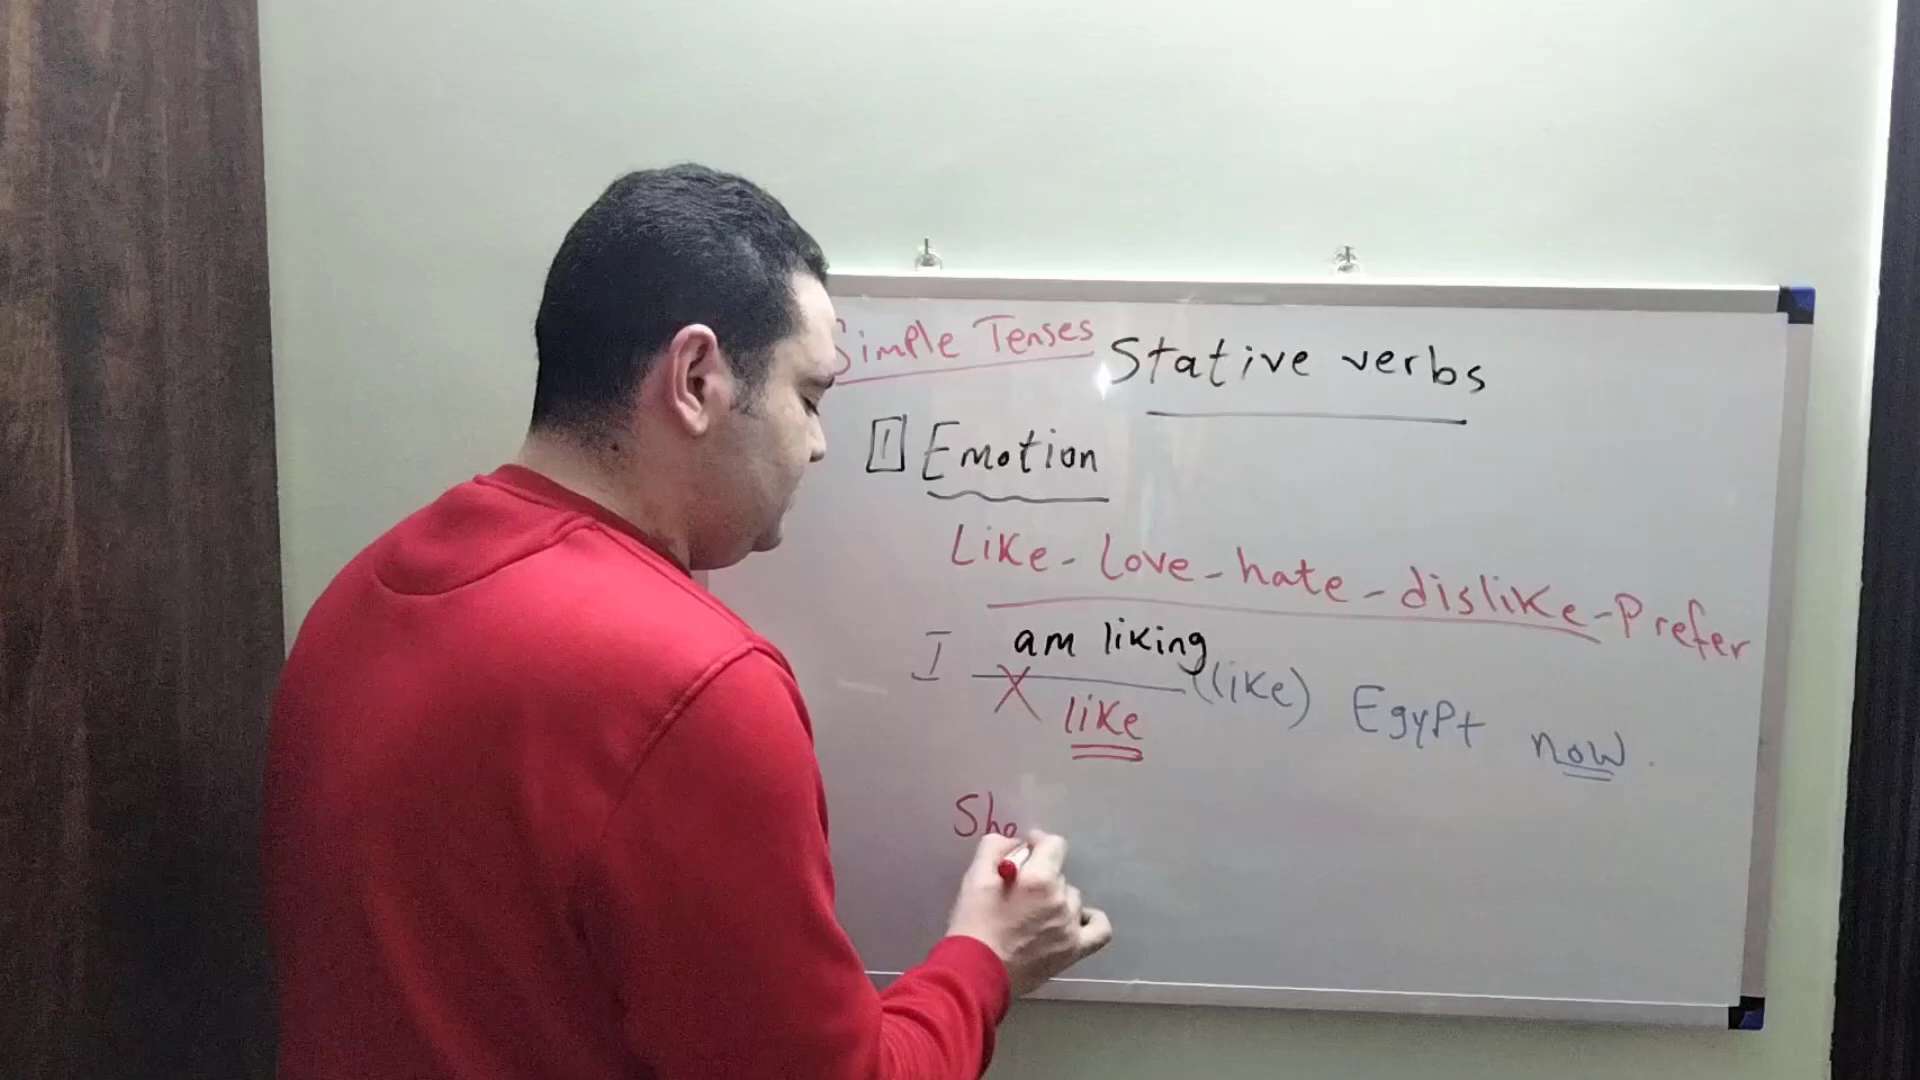 Simple Tenses
Stative verbs
1 Emotion
Like - Love - hate - dislike - Prefer
am liking
I (like) Egypt now.
X like
She